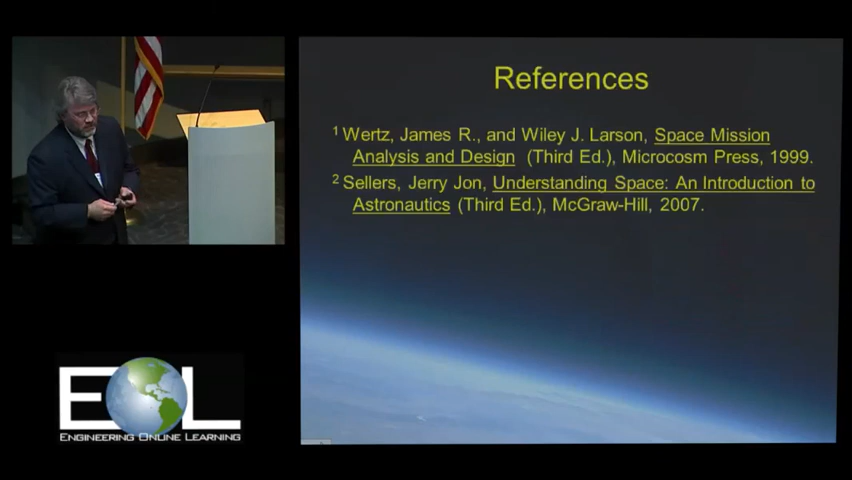 References
1 Wertz, James R., and Wiley J. Larson, Space Mission
Analysis and Design (Third Ed.), Microcosm Press, 1999.
2 Sellers, Jerry Jon, Understanding Space: An Introduction to
Astronautics (Third Ed.), McGraw-Hill, 2007.
EOL
ENGINEERING ONLINE LEARNING